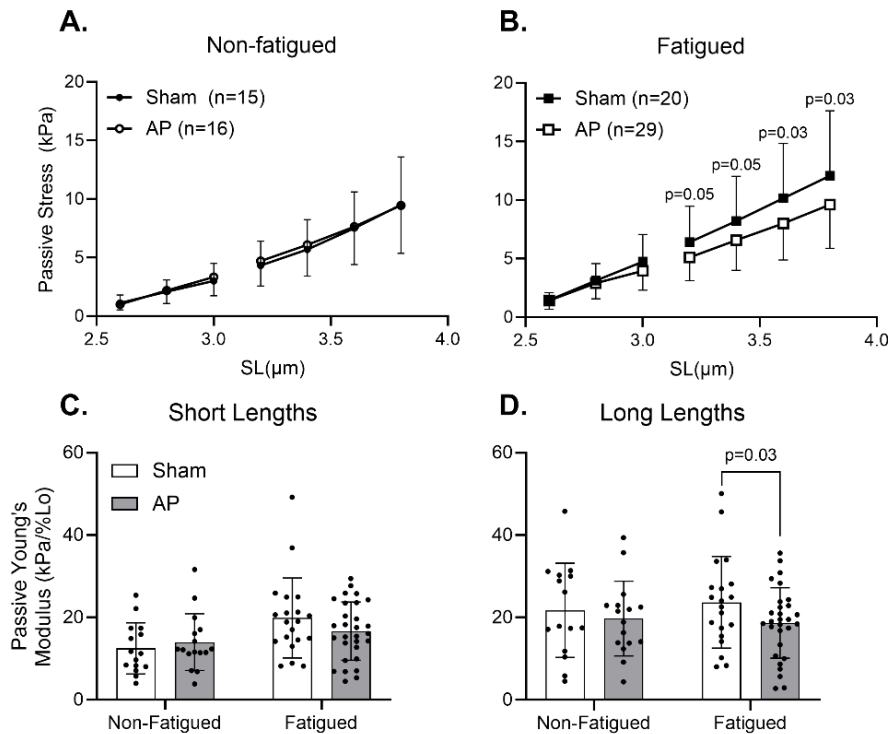 A.
Non-fatigued
Passive Stress (kPa)
20
15
10
5
0
Sham (n=15)
AP (n=16)
2.5
3.0
3.5
4.0
SL(µm)
B.
Fatigued
20
15
10
5
0
Sham (n=20)
AP (n=29)
p=0.05
p=0.05
p=0.03
p=0.03
2.5
3.0
3.5
4.0
SL(µm)
C.
Short Lengths
Passive Young's
Modulus (kPa/%Lo)
60
40
20
0
Sham
AP
Non-Fatigued
Fatigued
D.
Long Lengths
60
40
20
0
p=0.03
Non-Fatigued
Fatigued